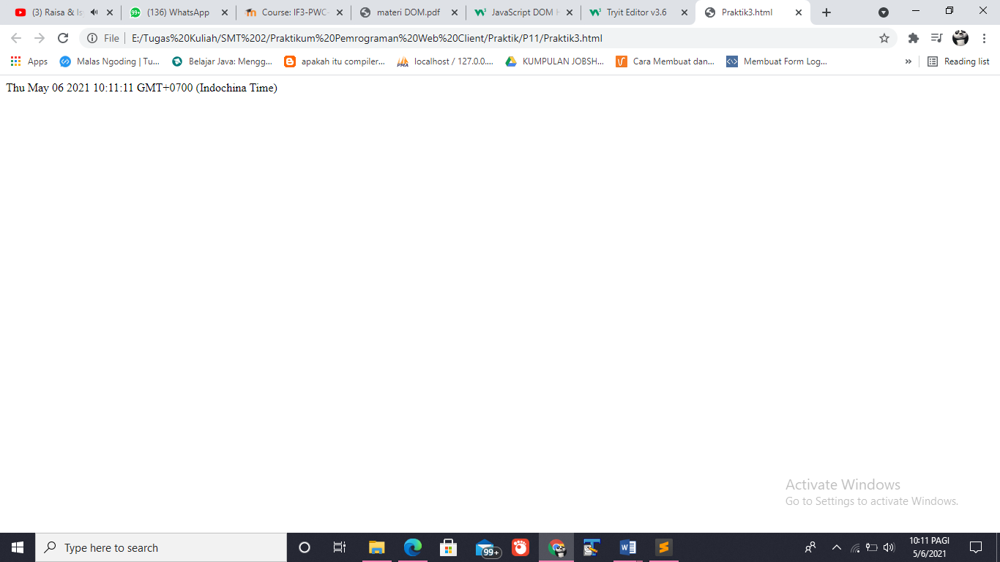 (3) Raisa & Is
(136) WhatsApp
Course: IF3-PWC-
materi DOM.pdf
JavaScript DOM H
Tryit Editor v3.6
Praktik3.html
File
E:/Tugas%20Kuliah/SMT%202/Praktikum%20Pemrograman%20Web%20Client/Praktik/P11/Praktik3.html
Apps
Malas Ngoding | Tu...
Belajar Java: Mengg...
apakah itu compiler...
localhost / 127.0.0....
KUMPULAN JOBSH...
Cara Membuat dan...
Membuat Form Log...
»
Reading list
Thu May 06 2021 10:11:11 GMT+0700 (Indochina Time)
Activate Windows
Go to Settings to activate Windows.
Type here to search
99+
10:11 PAGI
5/6/2021